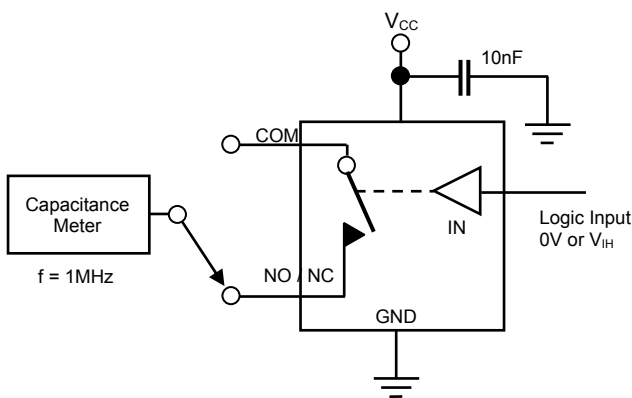 VCC
10nF
COM
Capacitance
Meter
IN
Logic Input
0V or VIH
f = 1MHz
NO / NC
GND